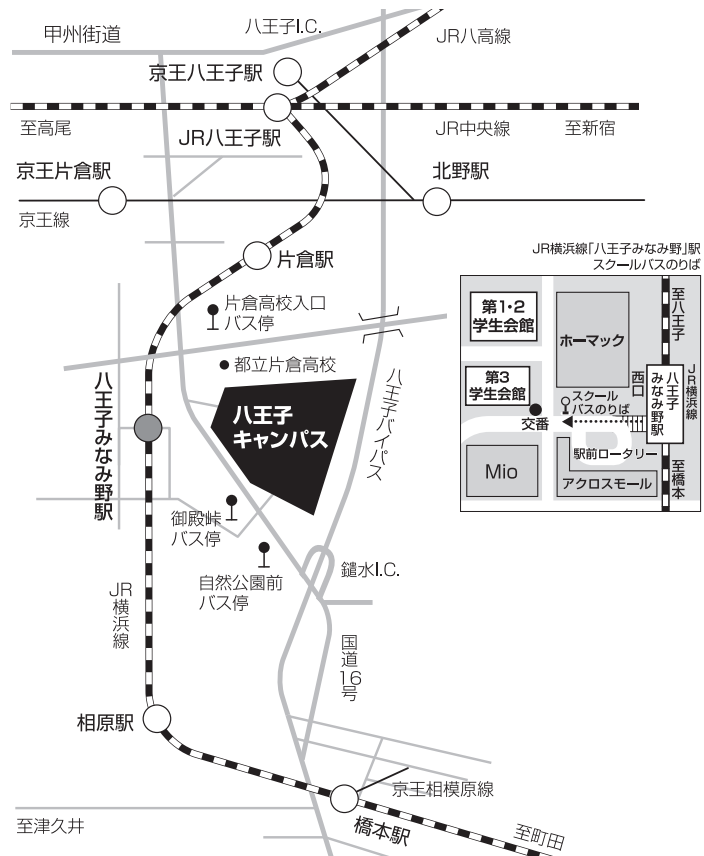 甲州街道
八王子I.C.
JR八高線
京王八王子駅
至高尾
JR八王子駅
JR中央線
至新宿
京王片倉駅
北野駅
京王線
片倉駅
片倉高校入口
バス停
都立片倉高校
八王子バイパス
八王子
キャンパス
八王子みなみ野駅
御殿峠
バス停
自然公園前
バス停
鑓水I.C.
JR横浜線
国道16号
相原駅
京王相模原線
至津久井
橋本駅
至町田
JR横浜線「八王子みなみ野」駅
スクールバスのりば
第1・2
学生会館
ホーマック
至八王子
第3
学生会館
スクール
バスのりば
西口
八王子
みなみ野駅
JR横浜線
交番
駅前ロータリー
Mio
アクロスモール
至橋本